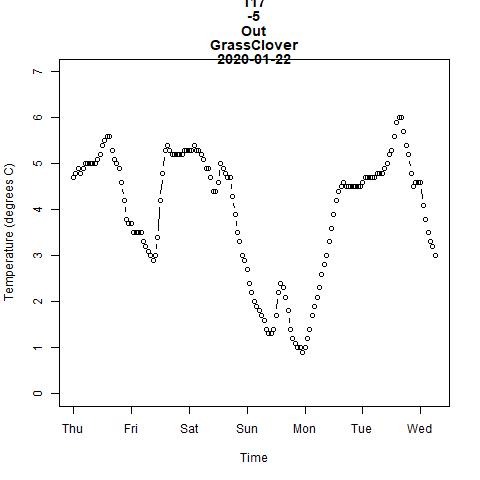 T17
-5
Out
GrassClover
2020-01-22
Temperature (degrees C)
7
6
5
4
3
2
1
0
Thu Fri Sat Sun Mon Tue Wed
Time